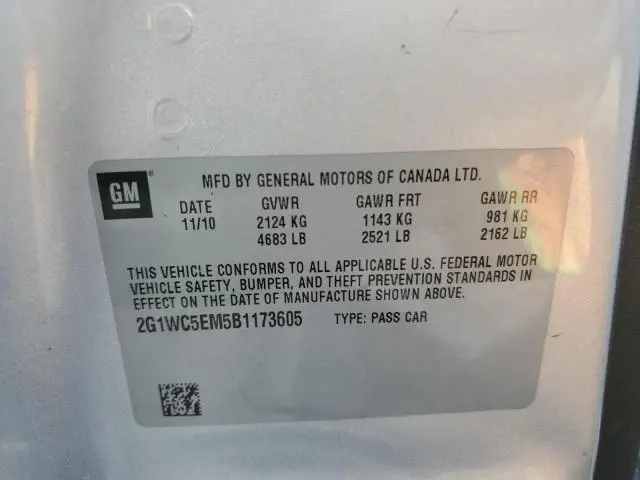 GM
MFD BY GENERAL MOTORS OF CANADA LTD.
DATE GVWR GAWR FRT GAWR RR
11/10 2124 KG 1143 KG 981 KG
4683 LB 2521 LB 2162 LB
THIS VEHICLE CONFORMS TO ALL APPLICABLE U.S. FEDERAL MOTOR
VEHICLE SAFETY, BUMPER, AND THEFT PREVENTION STANDARDS IN
EFFECT ON THE DATE OF MANUFACTURE SHOWN ABOVE.
2G1WC5EM5B1173605 TYPE: PASS CAR